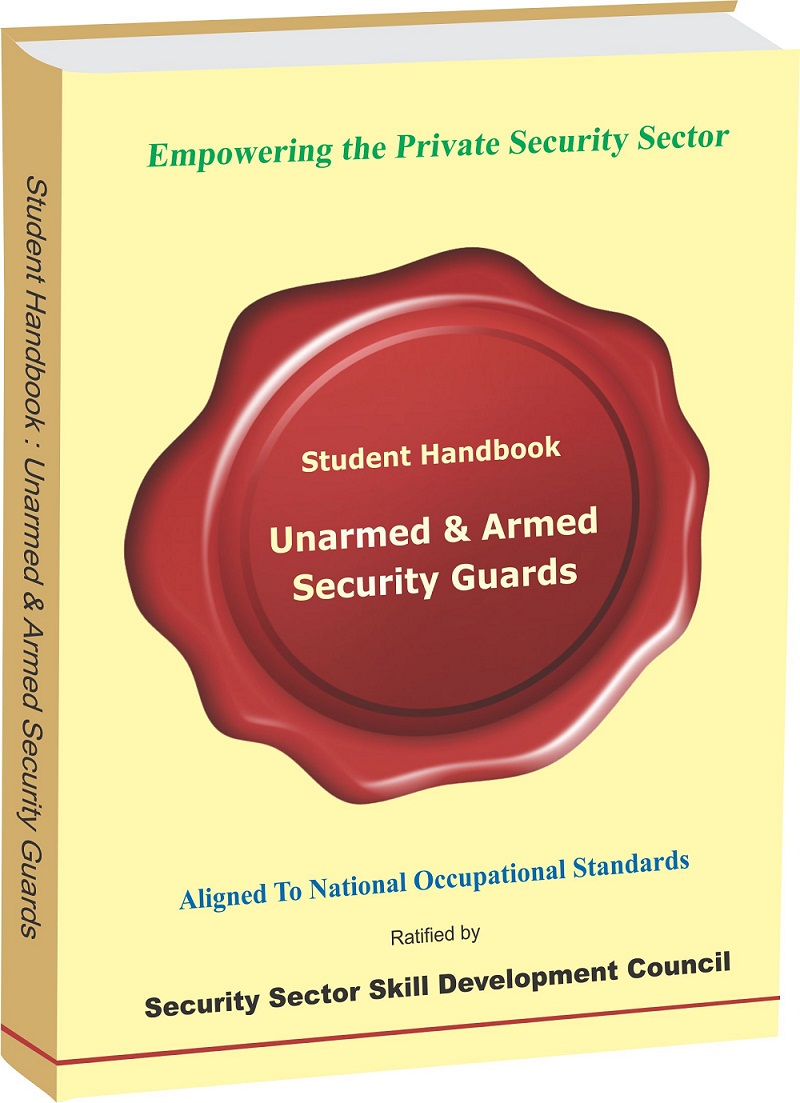 Empowering the Private Security Sector
Student Handbook
Unarmed & Armed
Security Guards
Aligned To National Occupational Standards
Ratified by
Security Sector Skill Development Council
Student Handbook : Unarmed & Armed Security Guards